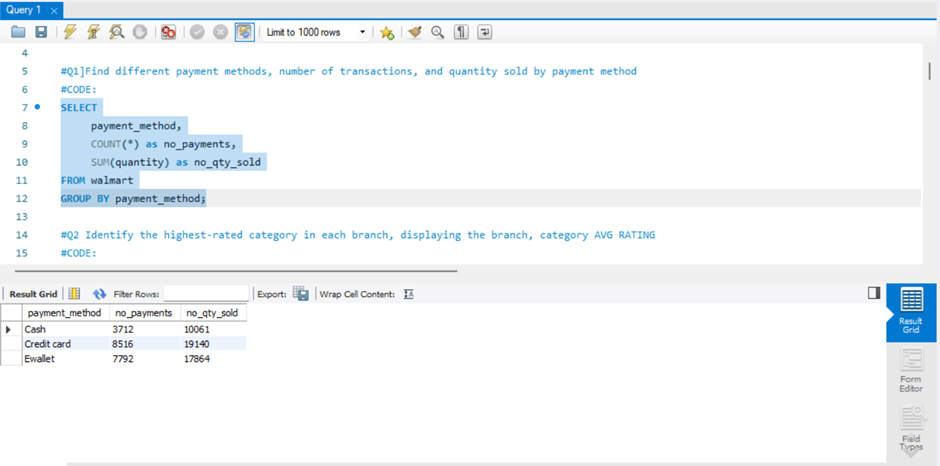 Query 1
Limit to 1000 rows
4
5 #Q1]Find different payment methods, number of transactions, and quantity sold by payment method
6 #CODE:
7 SELECT
8 payment_method,
9 COUNT(*) as no_payments,
10 SUM(quantity) as no_qty_sold
11 FROM walmart
12 GROUP BY payment_method;
13
14 #Q2 Identify the highest-rated category in each branch, displaying the branch, category AVG RATING
15 #CODE:
Result Grid Filter Rows: Export: Wrap Cell Content:
payment_method no_payments no_qty_sold
Cash 3712 10061
Credit card 8516 19140
Ewallet 7792 17864
Result
Grid
Form
Editor
Field
Types